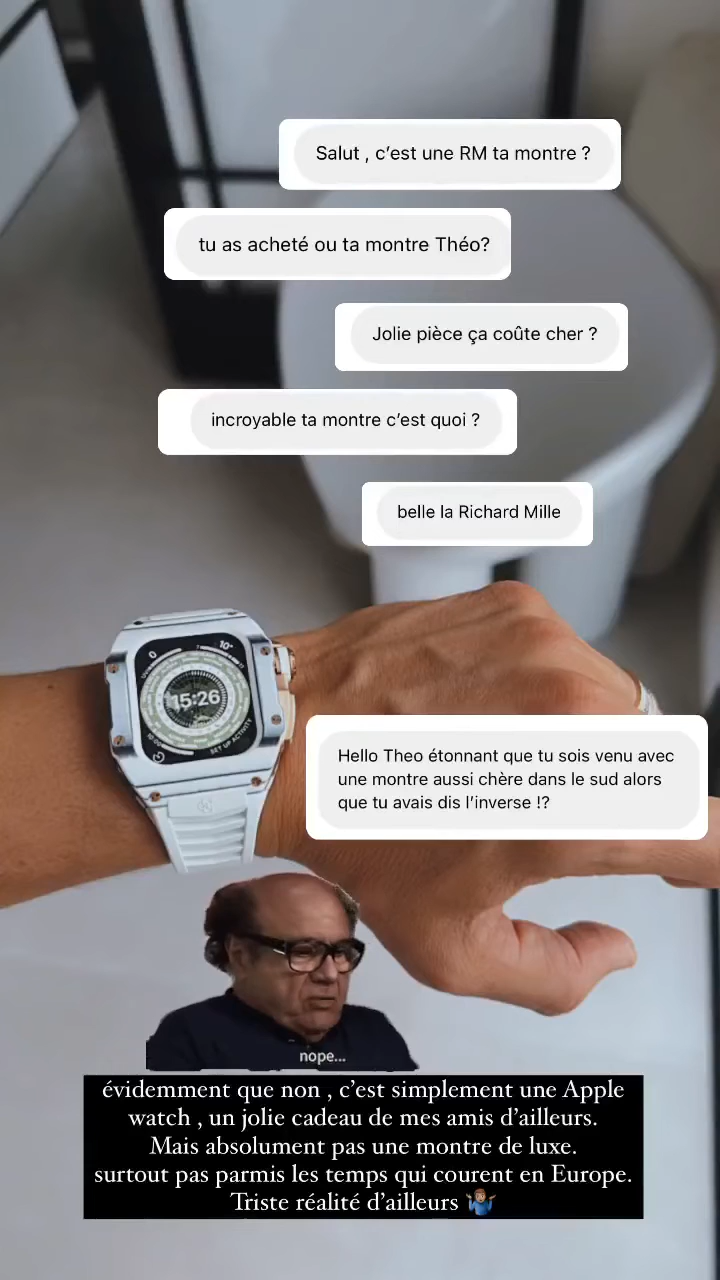 Salut , c’est une RM ta montre ?
tu as acheté ou ta montre Théo?
Jolie pièce ça coûte cher ?
incroyable ta montre c’est quoi ?
belle la Richard Mille
15:26
SET UP ACTIVITY
Hello Theo étonnant que tu sois venu avec
une montre aussi chère dans le sud alors
que tu avais dis l’inverse !?
nope...
évidemment que non , c’est simplement une Apple
watch , un jolie cadeau de mes amis d’ailleurs.
Mais absolument pas une montre de luxe.
surtout pas parmis les temps qui courent en Europe.
Triste réalité d’ailleurs 🤷🏽‍♂️